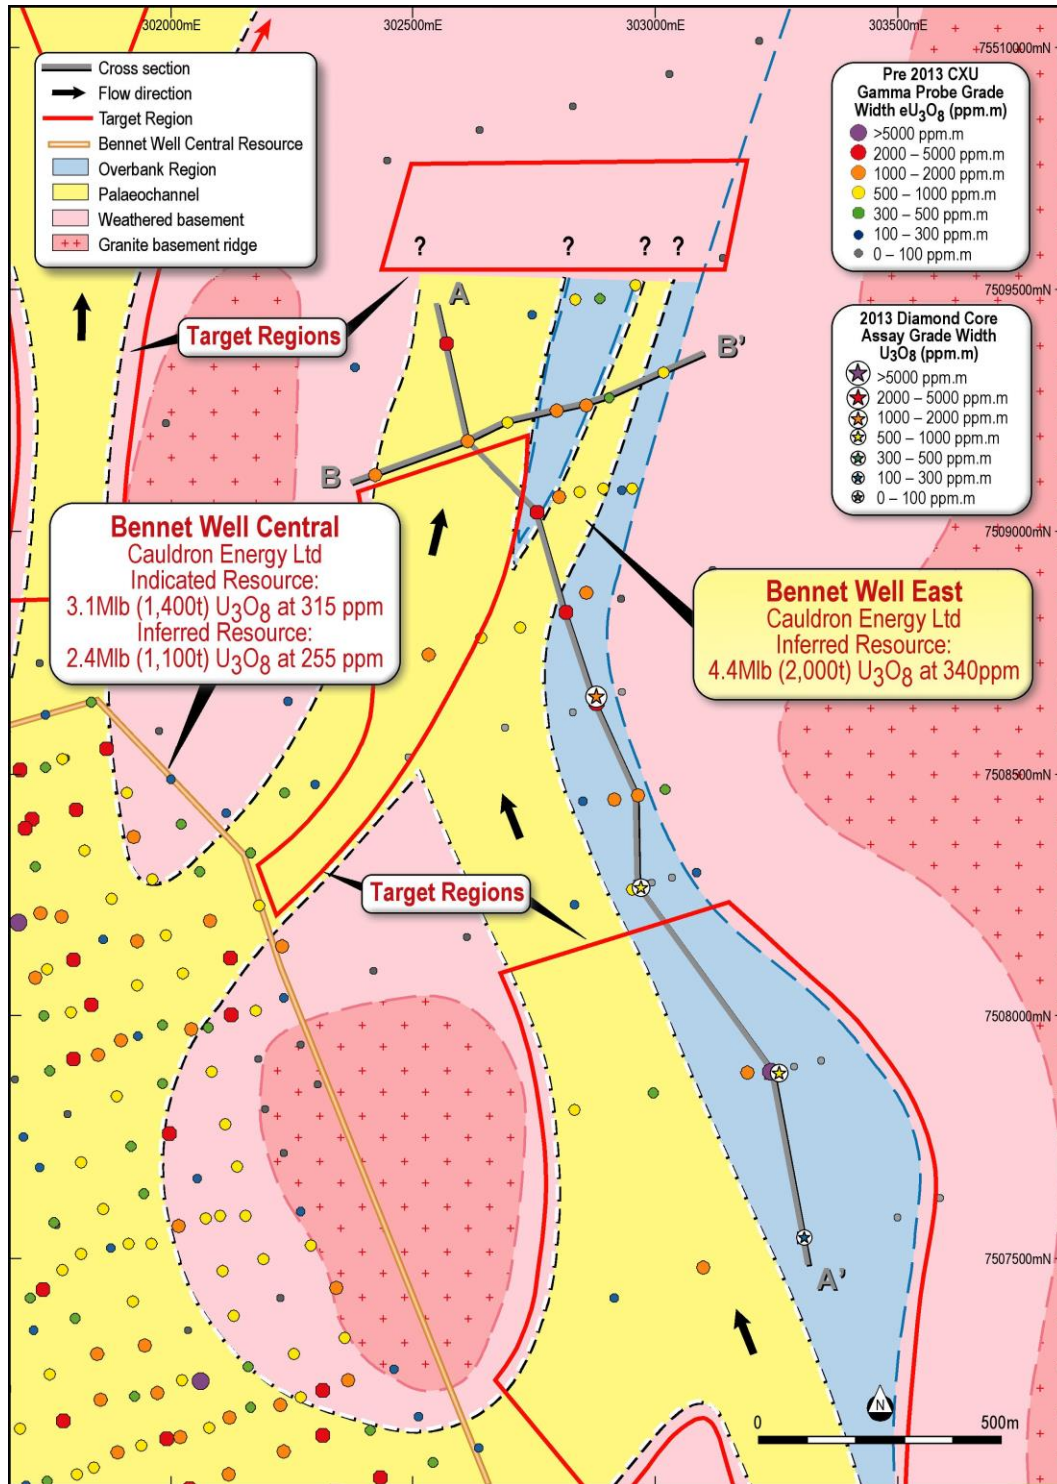 302000mE
302500mE
303000mE
303500mE
Cross section
Flow direction
Target Region
Bennet Well Central Resource
Overbank Region
Palaeochannel
Weathered basement
Granite basement ridge
Pre 2013 CXU
Gamma Probe Grade
Width eU3O8 (ppm.m)
>5000 ppm.m
2000 – 5000 ppm.m
1000 – 2000 ppm.m
500 – 1000 ppm.m
300 – 500 ppm.m
100 – 300 ppm.m
0 – 100 ppm.m
75510000mN
? ? ? ?
7509500mN
2013 Diamond Core
Assay Grade Width
U3O8 (ppm.m)
>5000 ppm.m
2000 – 5000 ppm.m
1000 – 2000 ppm.m
500 – 1000 ppm.m
300 – 500 ppm.m
100 – 300 ppm.m
0 – 100 ppm.m
A
Target Regions
B'
B
Bennet Well Central
Cauldron Energy Ltd
Indicated Resource:
3.1Mlb (1,400t) U3O8 at 315 ppm
Inferred Resource:
2.4Mlb (1,100t) U3O8 at 255 ppm
7509000mN
Bennet Well East
Cauldron Energy Ltd
Inferred Resource:
4.4Mlb (2,000t) U3O8 at 340ppm
7508500mN
Target Regions
7508000mN
7507500mN
A'
N
0
500m